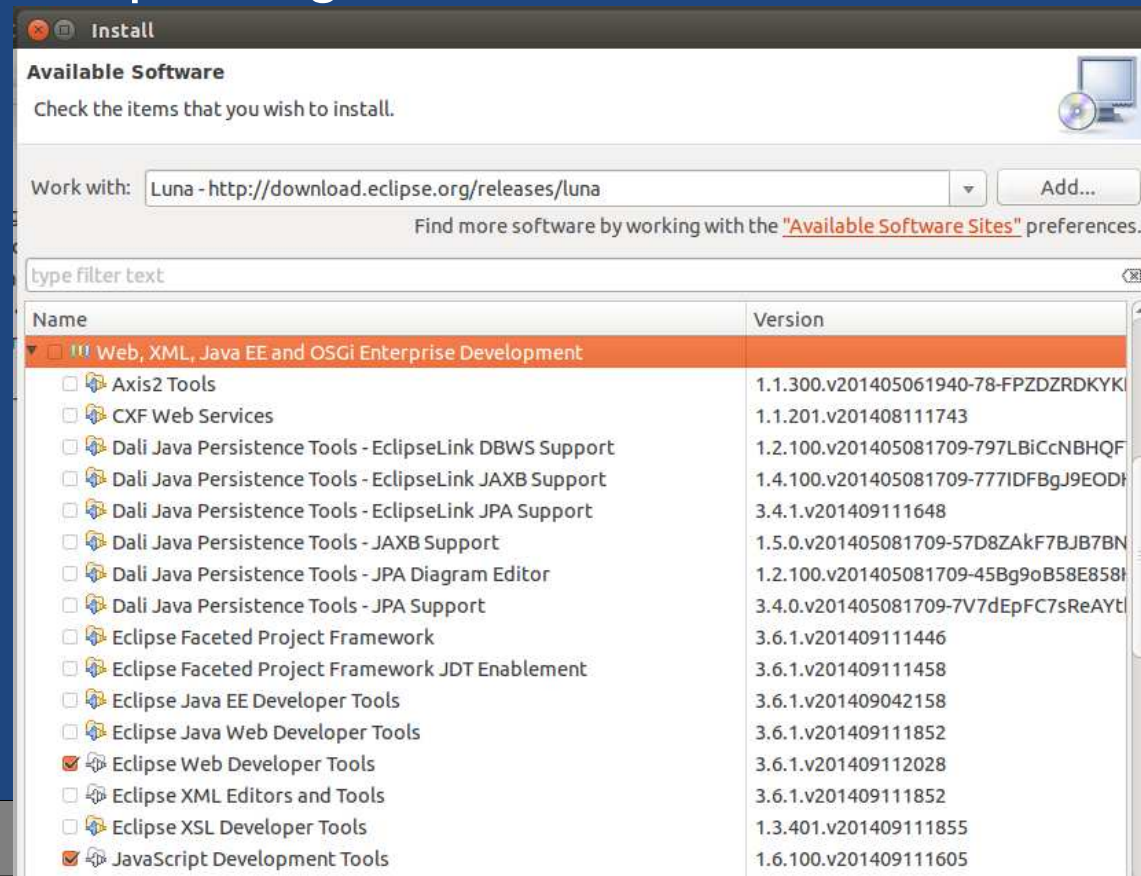 Install
Available Software
Check the items that you wish to install.
Work with: Luna - http://download.eclipse.org/releases/luna Add...
Find more software by working with the "Available Software Sites" preferences.
type filter text
Name Version
Web, XML, Java EE and OSGi Enterprise Development
Axis2 Tools 1.1.300.v201405061940-78-FPZDZRDKYK
CXF Web Services 1.1.201.v201408111743
Dali Java Persistence Tools - EclipseLink DBWS Support 1.2.100.v201405081709-797LBiCcNBHQF
Dali Java Persistence Tools - EclipseLink JAXB Support 1.4.100.v201405081709-777IDFBgJ9EOD
Dali Java Persistence Tools - EclipseLink JPA Support 3.4.1.v201409111648
Dali Java Persistence Tools - JAXB Support 1.5.0.v201405081709-57D8ZAkF7BJB7BN
Dali Java Persistence Tools - JPA Diagram Editor 1.2.100.v201405081709-45Bg9oB58E858
Dali Java Persistence Tools - JPA Support 3.4.0.v201405081709-7V7dEpFC7sReAYt
Eclipse Faceted Project Framework 3.6.1.v201409111446
Eclipse Faceted Project Framework JDT Enablement 3.6.1.v201409111458
Eclipse Java EE Developer Tools 3.6.1.v201409042158
Eclipse Java Web Developer Tools 3.6.1.v201409111852
Eclipse Web Developer Tools 3.6.1.v201409112028
Eclipse XML Editors and Tools 3.6.1.v201409111852
Eclipse XSL Developer Tools 1.3.401.v201409111855
JavaScript Development Tools 1.6.100.v201409111605